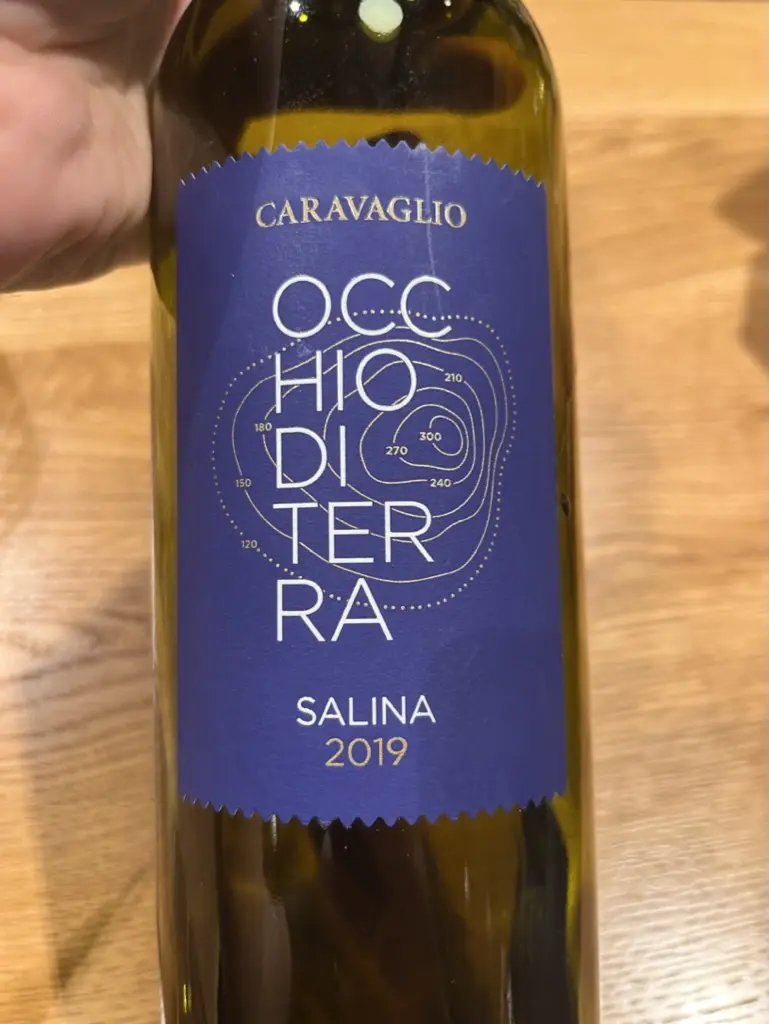 CARAVAGLIO
OCC
HIO
210
180
300
DI
270
150
240
TER
120
RA
SALINA
2019